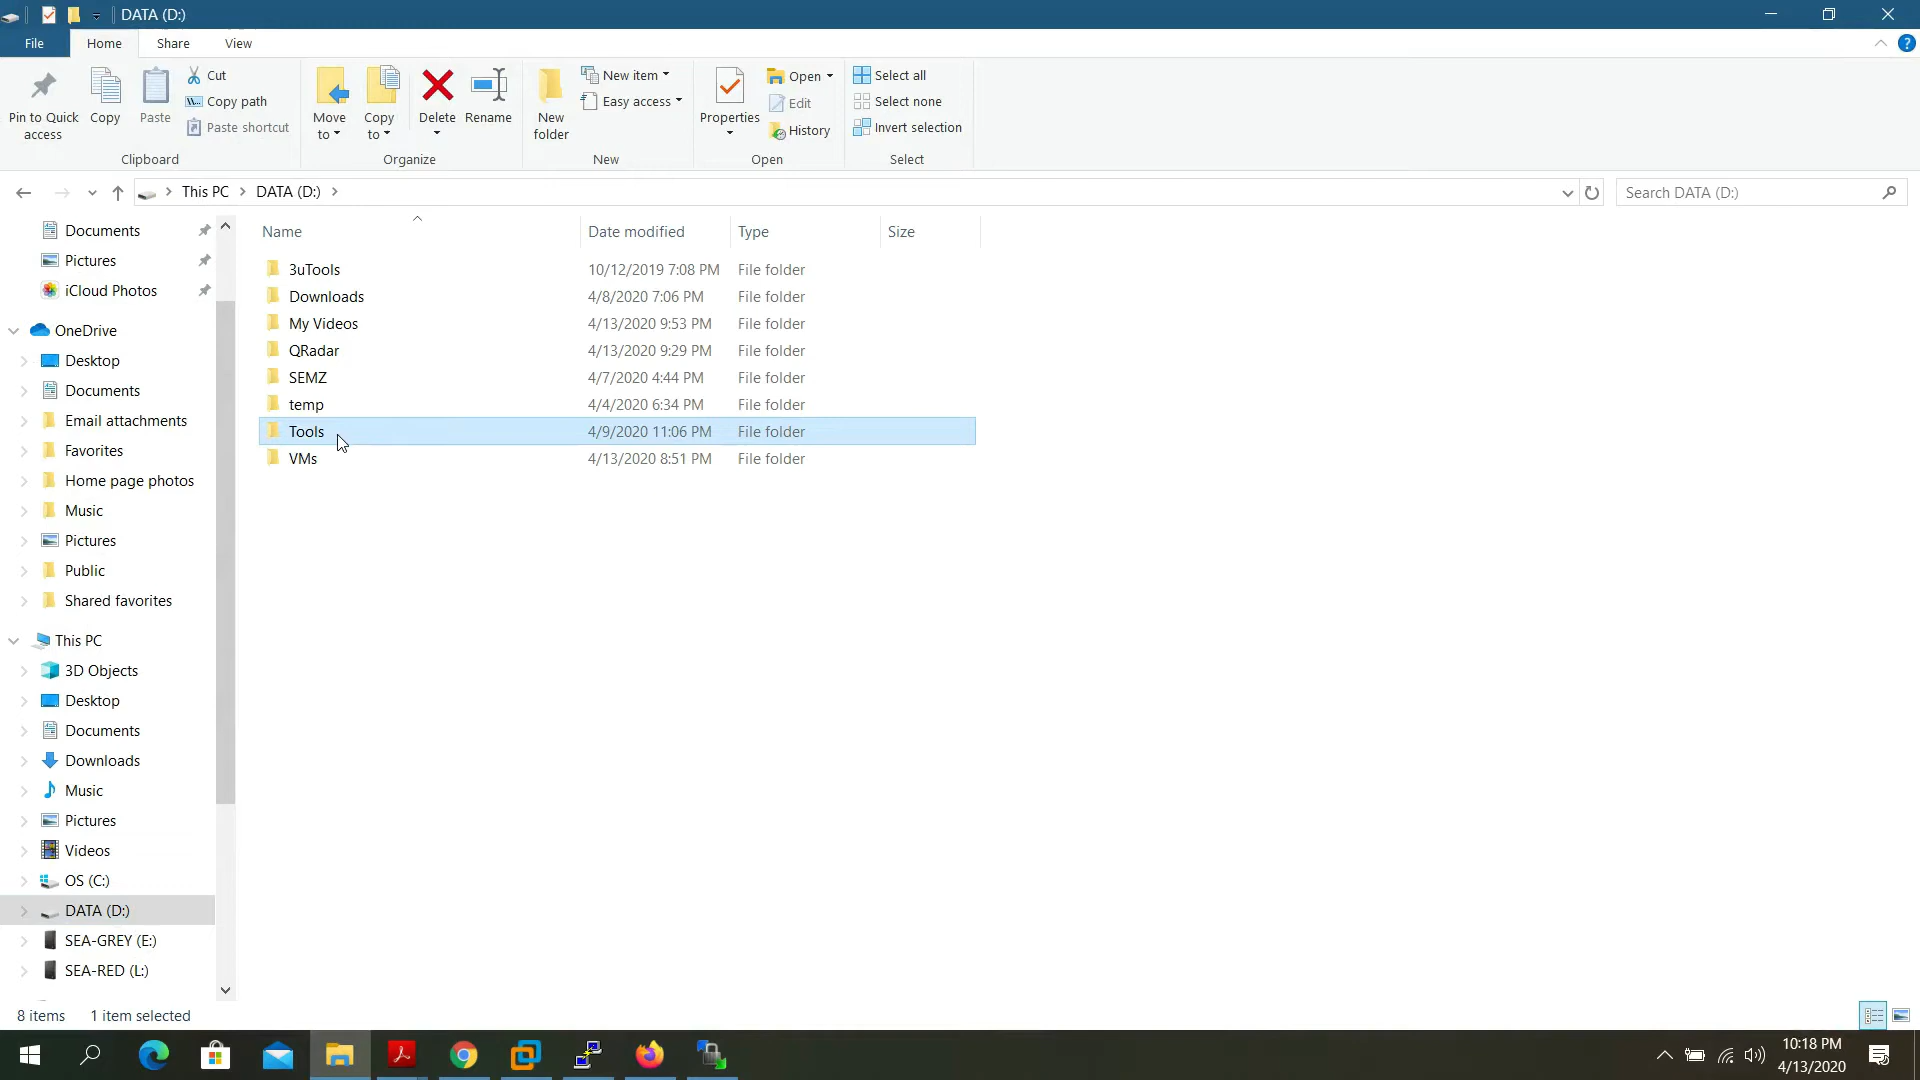 DATA (D:)
File Home Share View
Pin to Quick access
Copy
Paste
Cut
Copy path
Paste shortcut
Clipboard
Move to
Copy to
Delete
Rename
Organize
New folder
New item
Easy access
New
Properties
Open
Edit
History
Open
Select all
Select none
Invert selection
Select
This PC DATA (D:)
Search DATA (D:)
Documents
Pictures
iCloud Photos
OneDrive
Desktop
Documents
Email attachments
Favorites
Home page photos
Music
Pictures
Public
Shared favorites
This PC
3D Objects
Desktop
Documents
Downloads
Music
Pictures
Videos
OS (C:)
DATA (D:)
SEA-GREY (E:)
SEA-RED (L:)
Name Date modified Type Size
3uTools 10/12/2019 7:08 PM File folder
Downloads 4/8/2020 7:06 PM File folder
My Videos 4/13/2020 9:53 PM File folder
QRadar 4/13/2020 9:29 PM File folder
SEMZ 4/7/2020 4:44 PM File folder
temp 4/4/2020 6:34 PM File folder
Tools 4/9/2020 11:06 PM File folder
VMs 4/13/2020 8:51 PM File folder
8 items 1 item selected
10:18 PM
4/13/2020